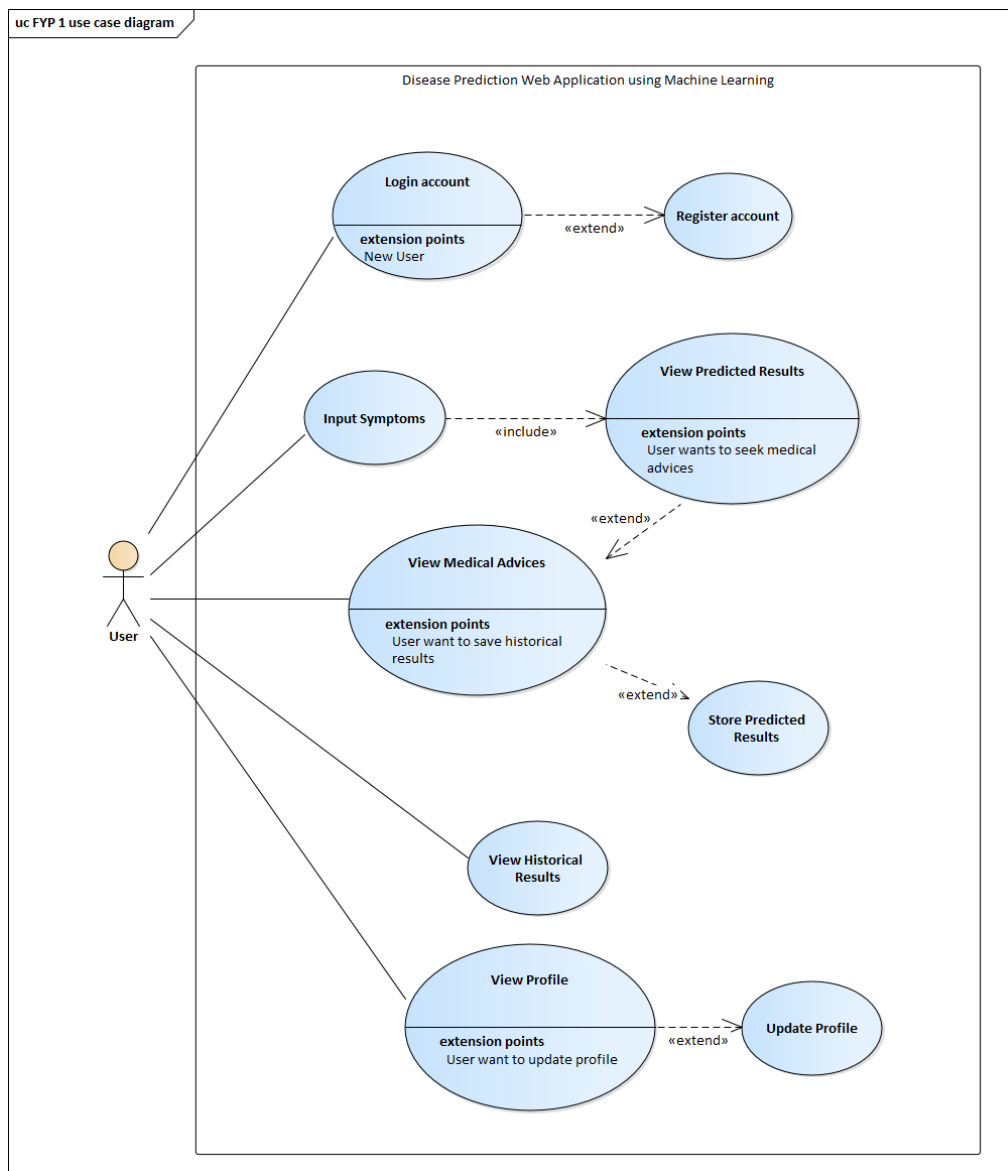 uc FYP 1 use case diagram
Disease Prediction Web Application using Machine Learning
Login account
extension points
New User
«extend»
Register account
View Predicted Results
extension points
User wants to seek medical
advices
Input Symptoms
«include»
«extend»
View Medical Advices
extension points
User want to save historical
results
User
«extend»
Store Predicted
Results
View Historical
Results
View Profile
extension points
User want to update profile
«extend»
Update Profile